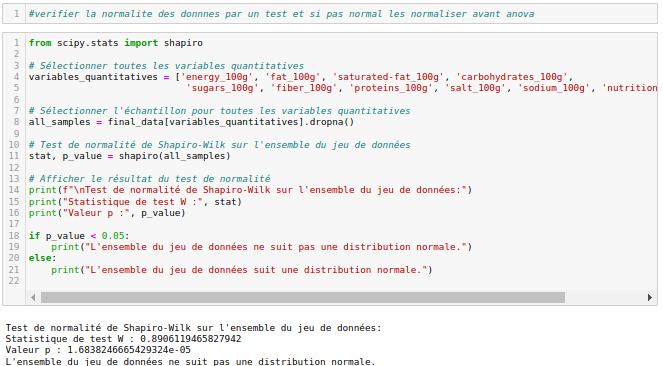 1 #verifier la normalite des donnnes par un test et si pas normal les normaliser avant anova
1 from scipy.stats import shapiro
2
3 # Sélectionner toutes les variables quantitatives
4 variables_quantitatives = ['energy_100g', 'fat_100g', 'saturated-fat_100g', 'carbohydrates_100g',
5 'sugars_100g', 'fiber_100g', 'proteins_100g', 'salt_100g', 'sodium_100g', 'nutrition
6
7 # Sélectionner l'échantillon pour toutes les variables quantitatives
8 all_samples = final_data[variables_quantitatives].dropna()
9
10 # Test de normalité de Shapiro-Wilk sur l'ensemble du jeu de données
11 stat, p_value = shapiro(all_samples)
12
13 # Afficher le résultat du test de normalité
14 print(f"\nTest de normalité de Shapiro-Wilk sur l'ensemble du jeu de données:")
15 print("Statistique de test W :", stat)
16 print("Valeur p :", p_value)
17
18 if p_value < 0.05:
19 print("L'ensemble du jeu de données ne suit pas une distribution normale.")
20 else:
21 print("L'ensemble du jeu de données suit une distribution normale.")
22
Test de normalité de Shapiro-Wilk sur l'ensemble du jeu de données:
Statistique de test W : 0.8906119465827942
Valeur p : 1.6838246665429324e-05
L'ensemble du jeu de données ne suit pas une distribution normale.